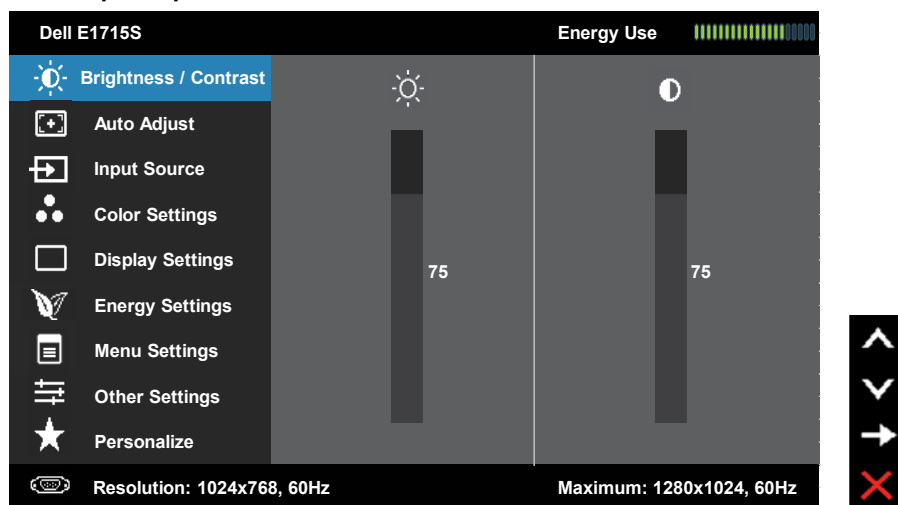 Dell E1715S
Energy Use
Brightness / Contrast
Auto Adjust
Input Source
Color Settings
Display Settings
Energy Settings
Menu Settings
Other Settings
Personalize
75
75
Resolution: 1024x768, 60Hz
Maximum: 1280x1024, 60Hz